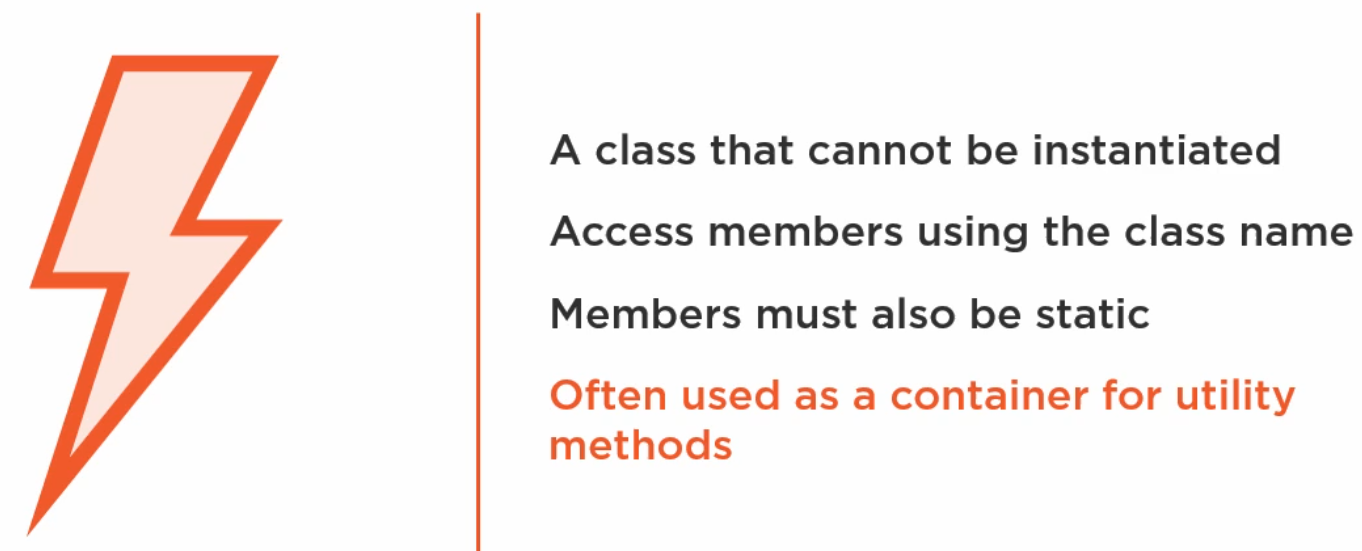 A class that cannot be instantiated
Access members using the class name
Members must also be static
Often used as a container for utility
methods